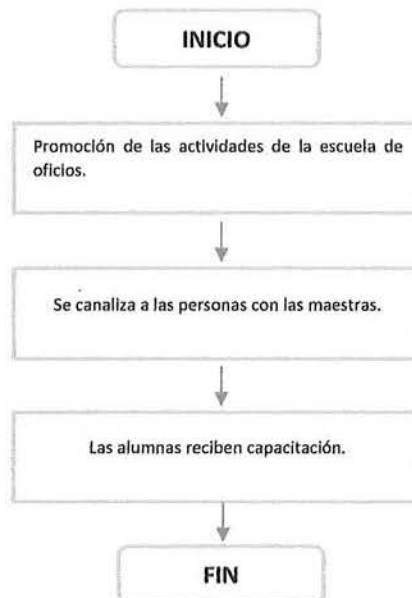 INICIO
Promoción de las actividades de la escuela de
oficios.
Se canaliza a las personas con las maestras.
Las alumnas reciben capacitación.
FIN